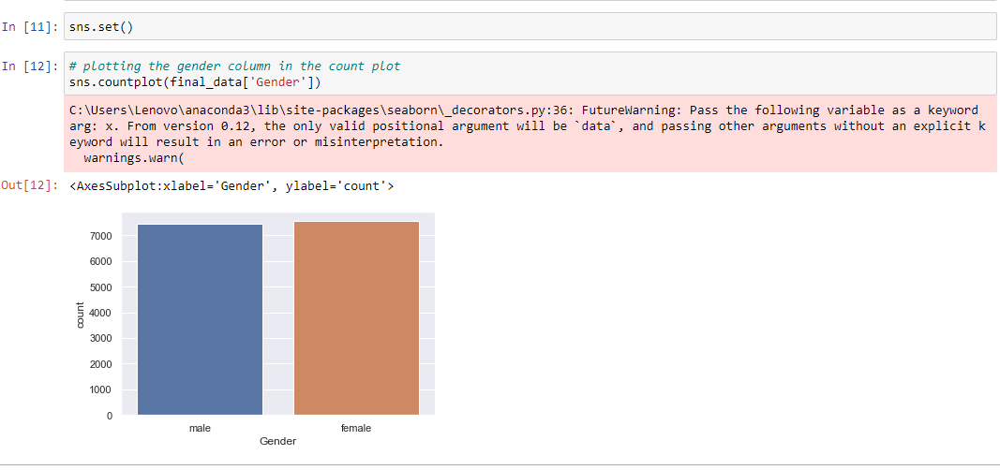 In [11]: sns.set()
In [12]: # plotting the gender column in the count plot
sns.countplot(final_data['Gender'])
C:\Users\Lenovo\anaconda3\lib\site-packages\seaborn\_decorators.py:36: FutureWarning: Pass the following variable as a keyword
arg: x. From version 0.12, the only valid positional argument will be `data`, and passing other arguments without an explicit k
eyword will result in an error or misinterpretation.
warnings.warn(
Out[12]: <AxesSubplot:xlabel='Gender', ylabel='count'>
7000
6000
5000
4000
3000
2000
1000
0
count
male female
Gender